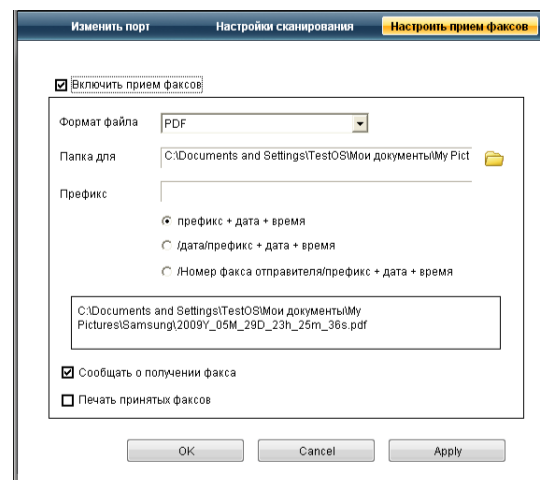 Изменить порт Настройки сканирования Настроить прием факсов
Включить прием факсов
Формат файла PDF
Папка для C:\Documents and Settings\TestOS\Мои документы\My Pict
Префикс
префикс + дата + время
/дата/префикс + дата + время
/Номер факса отправителя/префикс + дата + время
C:\Documents and Settings\TestOS\Мои документы\My
Pictures\Samsung\2009Y_05M_29D_23h_25m_36s.pdf
Сообщать о получении факса
Печать принятых факсов
OK Cancel Apply